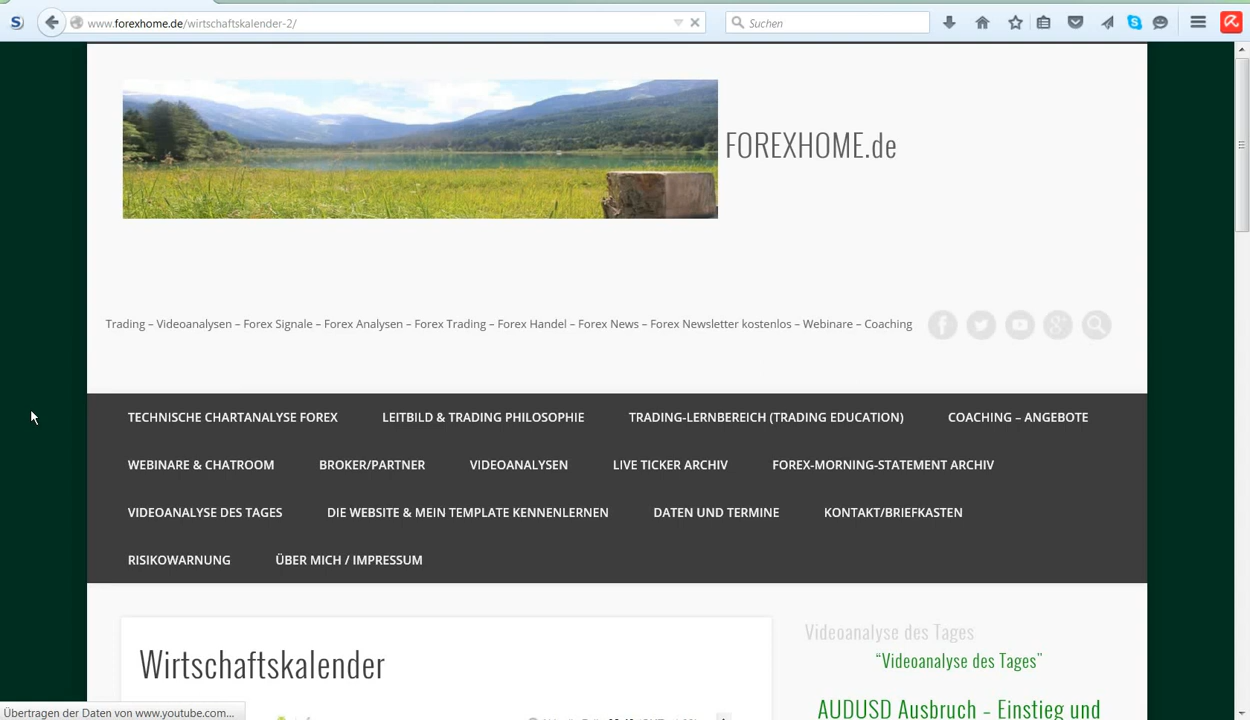 www.forexhome.de/wirtschaftskalender-2/
Suchen
FOREXHOME.de
Trading – Videoanalysen – Forex Signale – Forex Analysen – Forex Trading – Forex Handel – Forex News – Forex Newsletter kostenlos – Webinare – Coaching
TECHNISCHE CHARTANALYSE FOREX LEITBILD & TRADING PHILOSOPHIE TRADING-LERNBEREICH (TRADING EDUCATION) COACHING – ANGEBOTE
WEBINARE & CHATROOM BROKER/PARTNER VIDEOANALYSEN LIVE TICKER ARCHIV FOREX-MORNING-STATEMENT ARCHIV
VIDEOANALYSE DES TAGES DIE WEBSITE & MEIN TEMPLATE KENNENLERNEN DATEN UND TERMINE KONTAKT/BRIEFKASTEN
RISIKOWARNUNG ÜBER MICH / IMPRESSUM
Videoanalyse des Tages
“Videoanalyse des Tages”
Wirtschaftskalender
AUDUSD Ausbruch – Einstieg und
Übertragen der Daten von www.youtube.com...